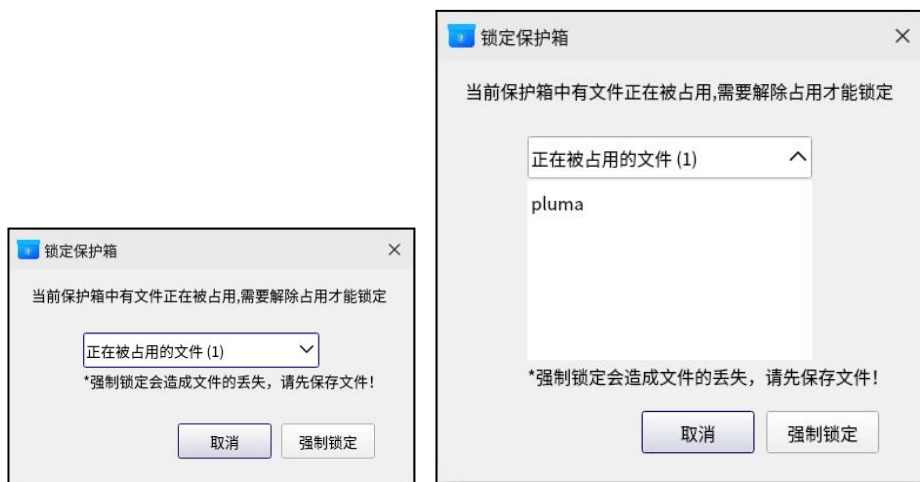 锁定保护箱
当前保护箱中有文件正在被占用,需要解除占用才能锁定
正在被占用的文件 (1)
*强制锁定会造成文件的丢失，请先保存文件！
取消
强制锁定
锁定保护箱
当前保护箱中有文件正在被占用,需要解除占用才能锁定
正在被占用的文件 (1)
pluma
*强制锁定会造成文件的丢失，请先保存文件！
取消
强制锁定